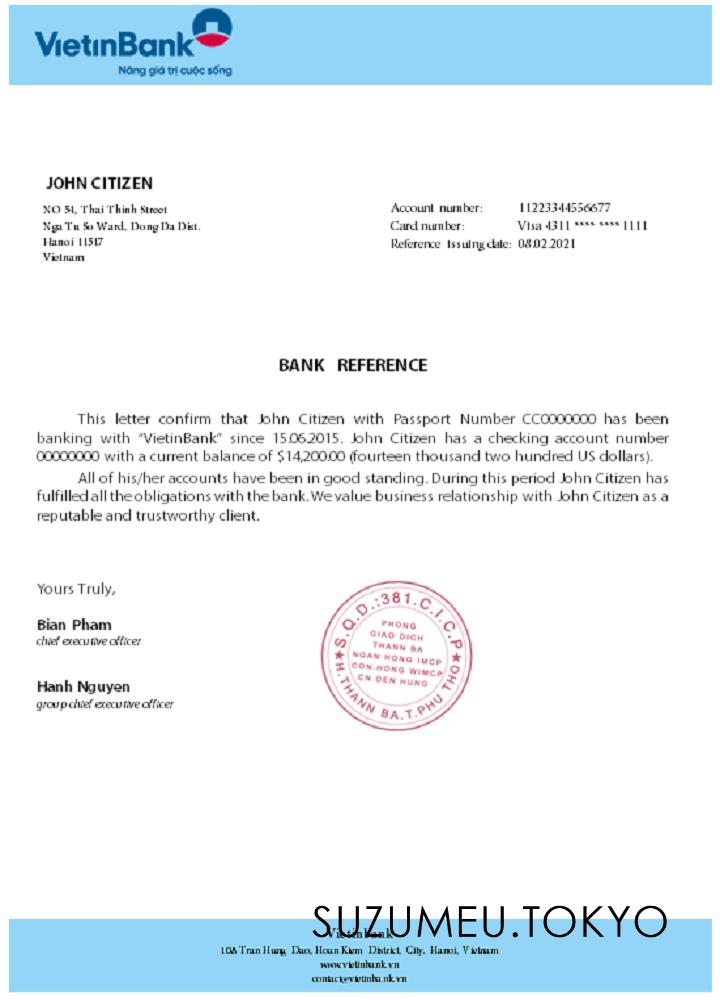 VietinBank
Nâng giá trị cuộc sống
JOHN CITIZEN
NO 54, Thai Thinh Street
Nga Tu So Ward, Dong Da Dist.
Hanoi 11517
Vietnam
Account number: 11223344556677
Card number: Visa 4311 **** **** 1111
Reference Issuing date: 08.02.2021
BANK REFERENCE
This letter confirm that John Citizen with Passport Number CC0000000 has been
banking with "VietinBank" since 15.06.2015. John Citizen has a checking account number
00000000 with a current balance of $14,200.00 (fourteen thousand two hundred US dollars).
All of his/her accounts have been in good standing. During this period John Citizen has
fulfilled all the obligations with the bank. We value business relationship with John Citizen as a
reputable and trustworthy client.
Yours Truly,
Bian Pham
chief executive officer
Hanh Nguyen
group chief executive officer
S.Q.D.:381.C.I.C.P
PHONG
GIAO DICH
THANH BA
NGAN HONG IMCP
CON.HONG WIMCP
CN DEN HUNG
★H.THANH BA.T.PHU THO★
SUZUMEU.TOKYO
Vietinbank
108 Tran Hung Dao, Hoan Kiem District, City. Hanoi, Vietnam
www.vietinbank.vn
contact@vietinbank.vn